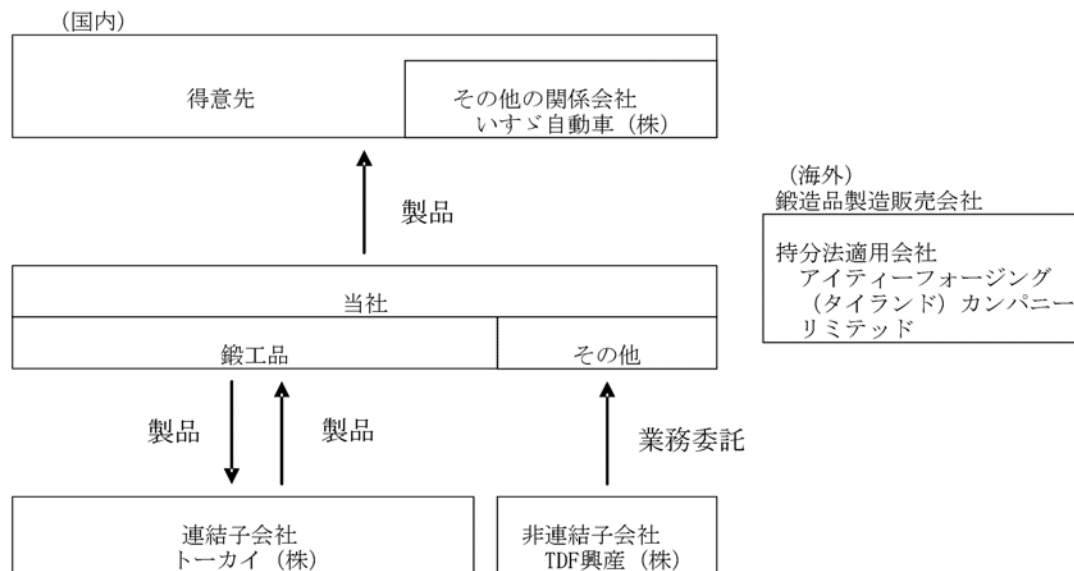 (国内)
得意先
その他の関係会社
いすゞ自動車(株)
製品
(海外)
鍛造品製造販売会社
持分法適用会社
アイティーフォージング
(タイランド)カンパニー
リミテッド
当社
鍛工品
その他
製品
製品
業務委託
連結子会社
トーカイ(株)
非連結子会社
TDF興産(株)